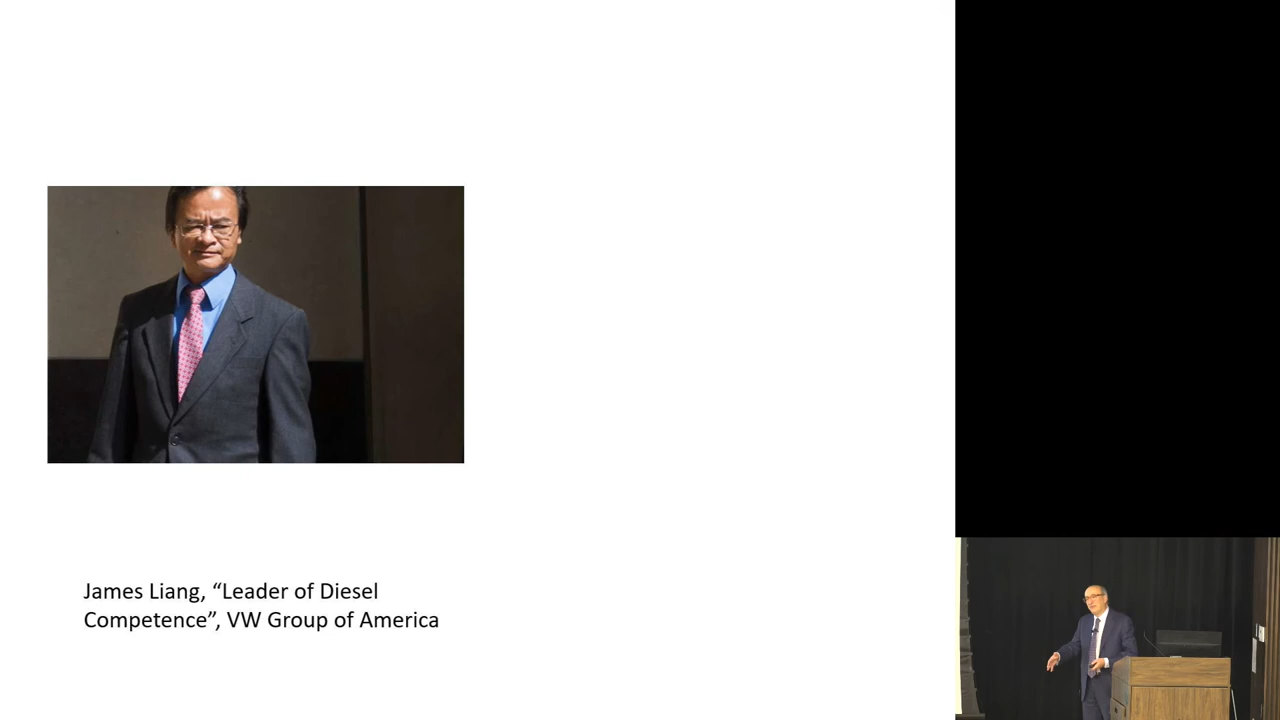 James Liang, “Leader of Diesel
Competence”, VW Group of America